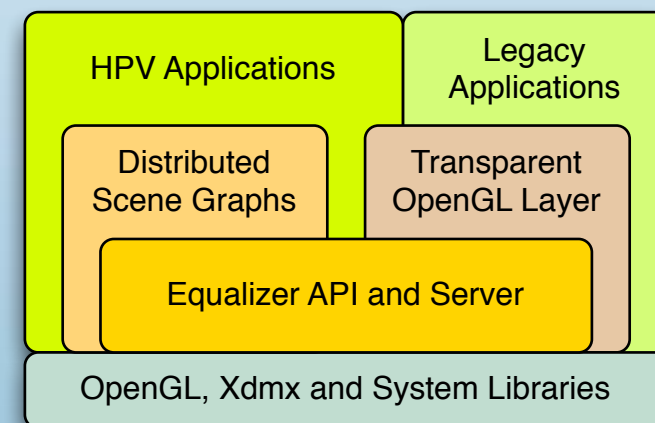 HPV Applications
Legacy
Applications
Distributed
Scene Graphs
Transparent
OpenGL Layer
Equalizer API and Server
OpenGL, Xdmx and System Libraries